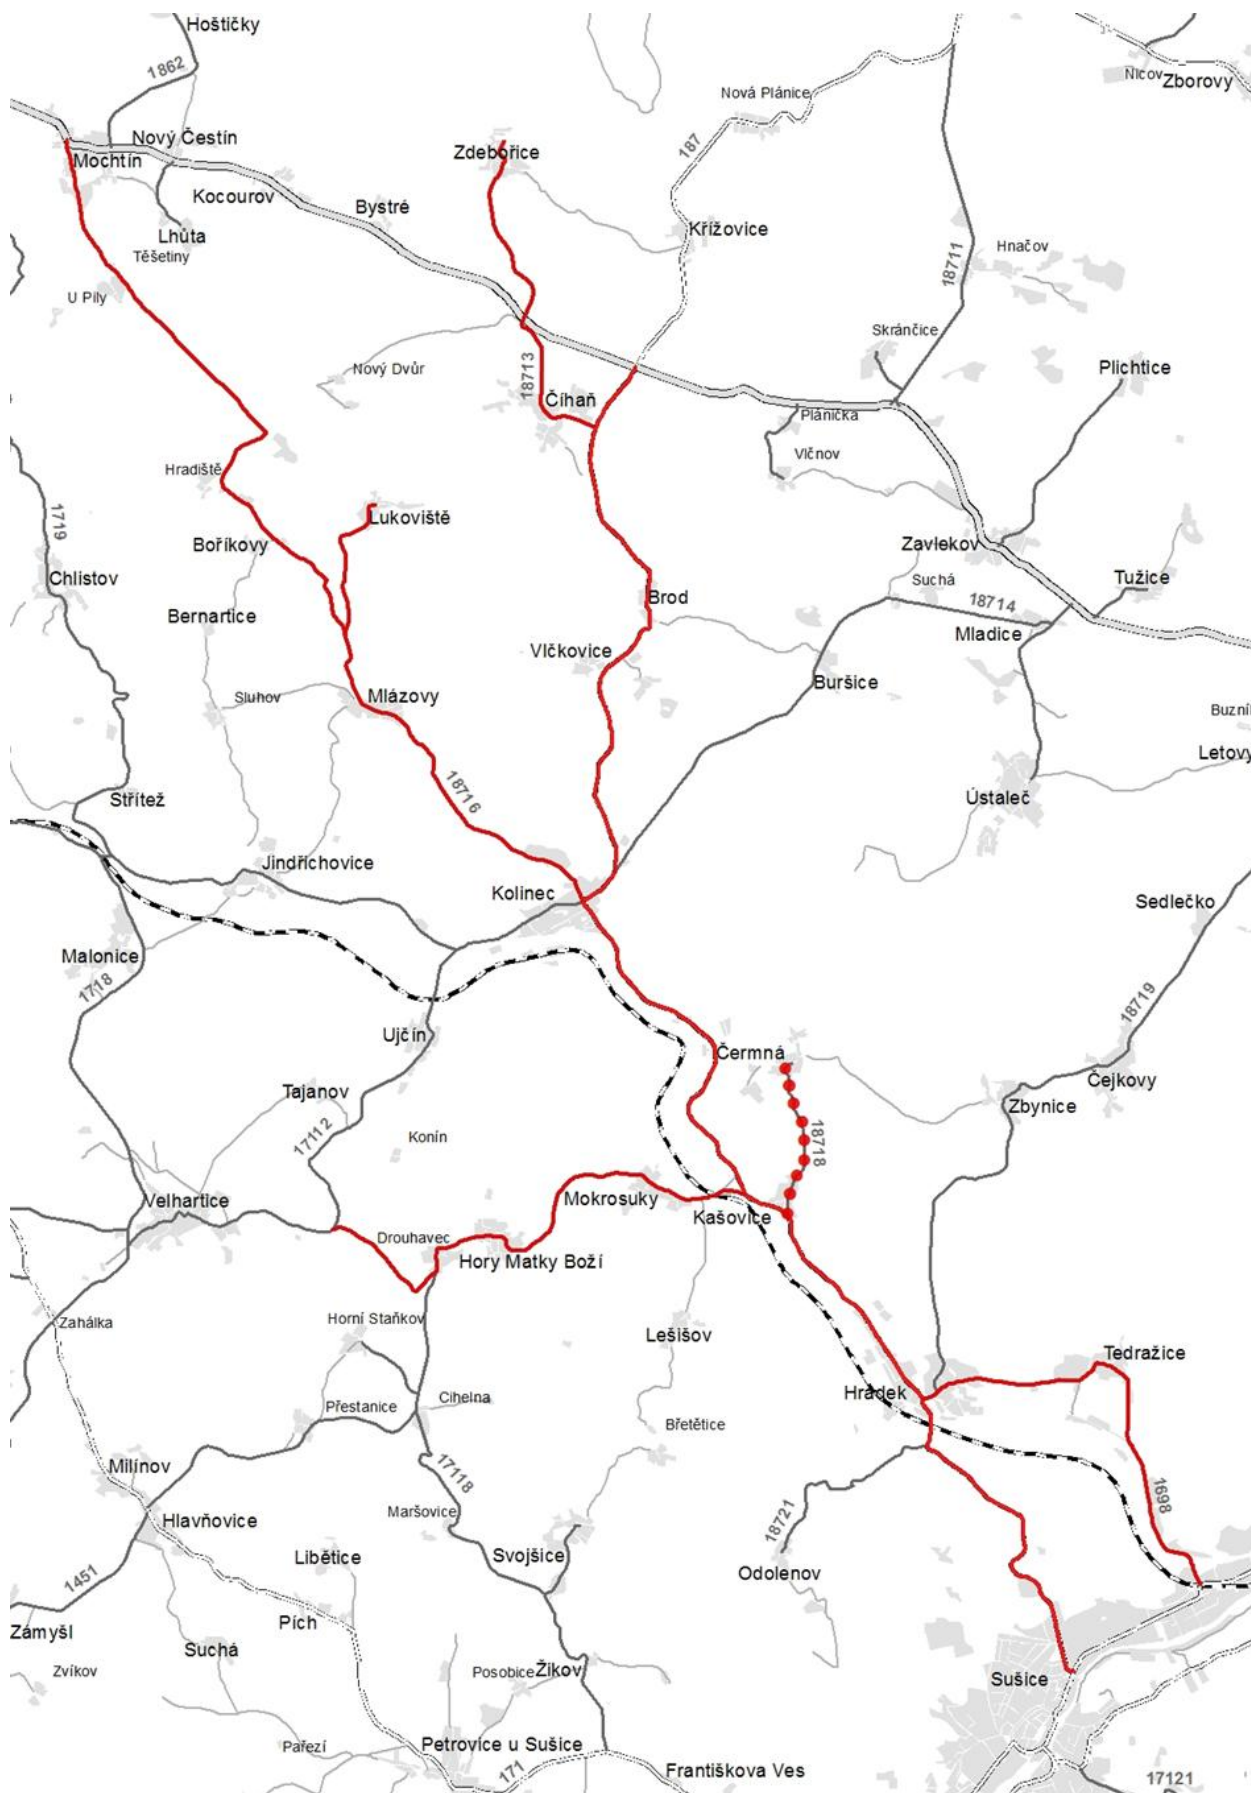 Hoštičky
1862
Nicov
Zborovy
Nová Plánice
187
Nový Čestín
Mochtín
Zdebořice
Kocourov
Bystré
Křížovice
Lhůta
Těšetiny
Hnačov
18711
U Pily
Skránčice
Nový Dvůr
18713
Plichtice
Číhaň
Plánička
Vlčnov
Hradiště
1719
Lukoviště
Boříkovy
Zavlekov
Chlistov
Suchá
Tužice
Brod
18714
Bernartice
Mladice
Vlčkovice
Buršice
Sluhov
Mlázovy
Buzní
Letovy
18716
Střítež
Ústaleč
Jindřichovice
Kolinec
Sedlečko
Malonice
1718
18719
Ujčín
Čermná
Čejkovy
Tajanov
Zbynice
17112
Konín
18718
Velhartice
Mokrosuky
Kašovice
Drouhavec
Hory Matky Boží
Zahálka
Horní Staňkov
Lešišov
Tedražice
Hrádek
Cihelna
Přestanice
Břetětice
Milínov
17118
1698
Maršovice
18721
Hlavňovice
Libětice
Svojšice
Odolenov
1451
Pích
Zámyšl
Suchá
Zvíkov
Posobice
Žikov
Sušice
Pařezí
Petrovice u Sušice
171
Františkova Ves
17121